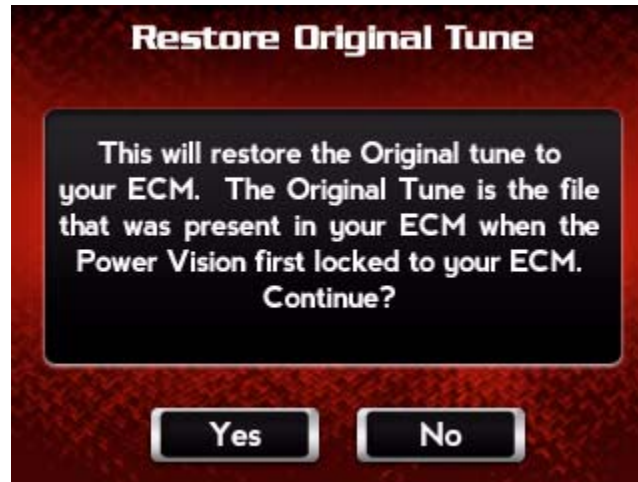 Restore Original Tune
This will restore the Original tune to
your ECM. The Original Tune is the file
that was present in your ECM when the
Power Vision first locked to your ECM.
Continue?
Yes No